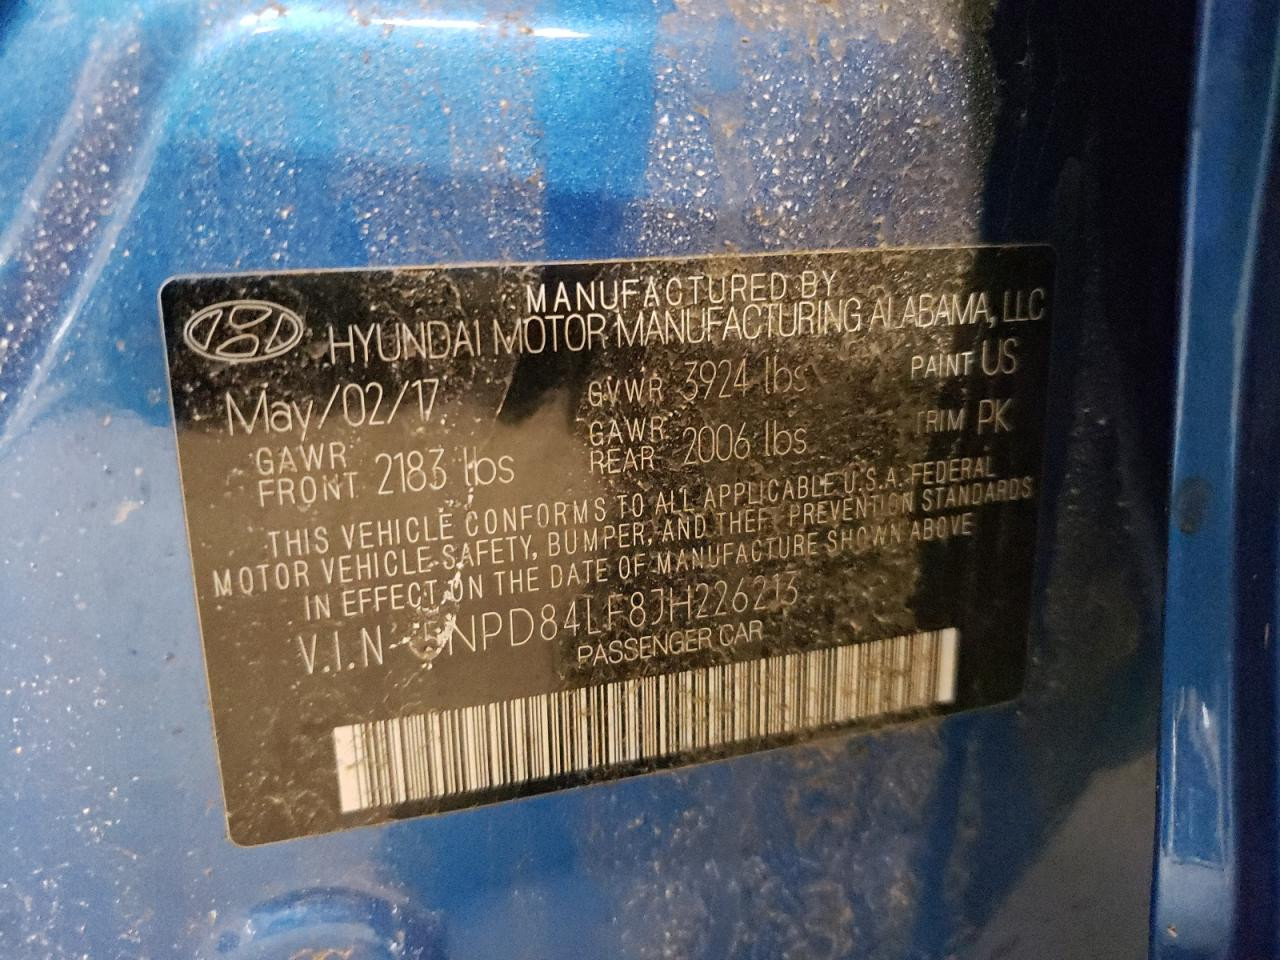 MANUFACTURED BY
HYUNDAI MOTOR MANUFACTURING ALABAMA, LLC
May/02/17 GVWR 3924 lbs PAINT US
GAWR FRONT 2183 lbs GAWR REAR 2006 lbs TRIM PK
THIS VEHICLE CONFORMS TO ALL APPLICABLE U.S.A. FEDERAL
MOTOR VEHICLE SAFETY, BUMPER, AND THEFT PREVENTION STANDARDS
IN EFFECT ON THE DATE OF MANUFACTURE SHOWN ABOVE
V.I.N 5NPD84LF8JH226213
PASSENGER CAR